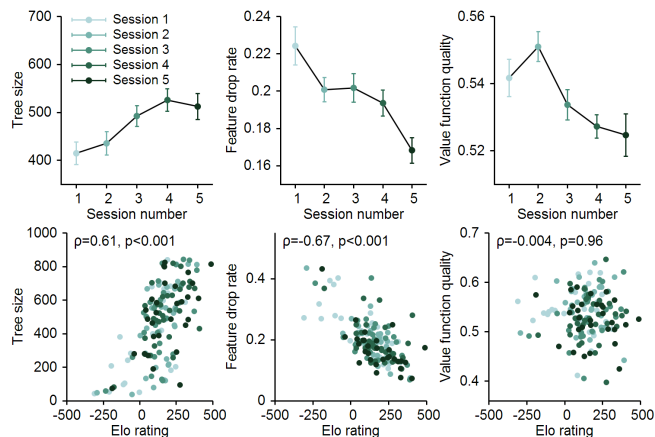 700
600
500
400
Tree size
Session 1
Session 2
Session 3
Session 4
Session 5
1 2 3 4 5
Session number
0.24
0.22
0.2
0.18
0.16
Feature drop rate
1 2 3 4 5
Session number
0.56
0.54
0.52
Value function quality
1 2 3 4 5
Session number
1000
800
600
400
200
0
Tree size
ρ=0.61, p<0.001
-500 -250 0 250 500
Elo rating
0.4
0.2
0
Feature drop rate
ρ=-0.67, p<0.001
-500 -250 0 250 500
Elo rating
0.7
0.6
0.5
0.4
Value function quality
ρ=-0.004, p=0.96
-500 -250 0 250 500
Elo rating